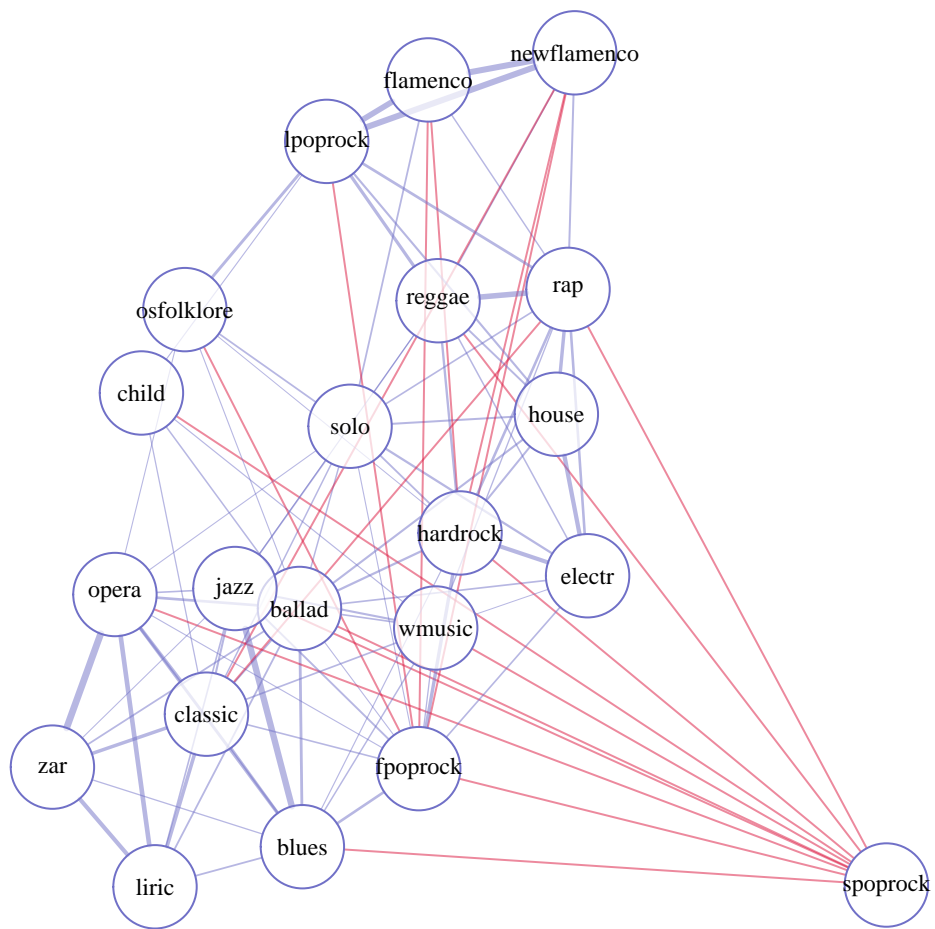 newflamenco
flamenco
lpoprock
rap
reggae
osfolklore
child
house
solo
hardrock
electr
jazz
opera
ballad
wmusic
classic
zar
fpoprock
blues
liric
spoprock